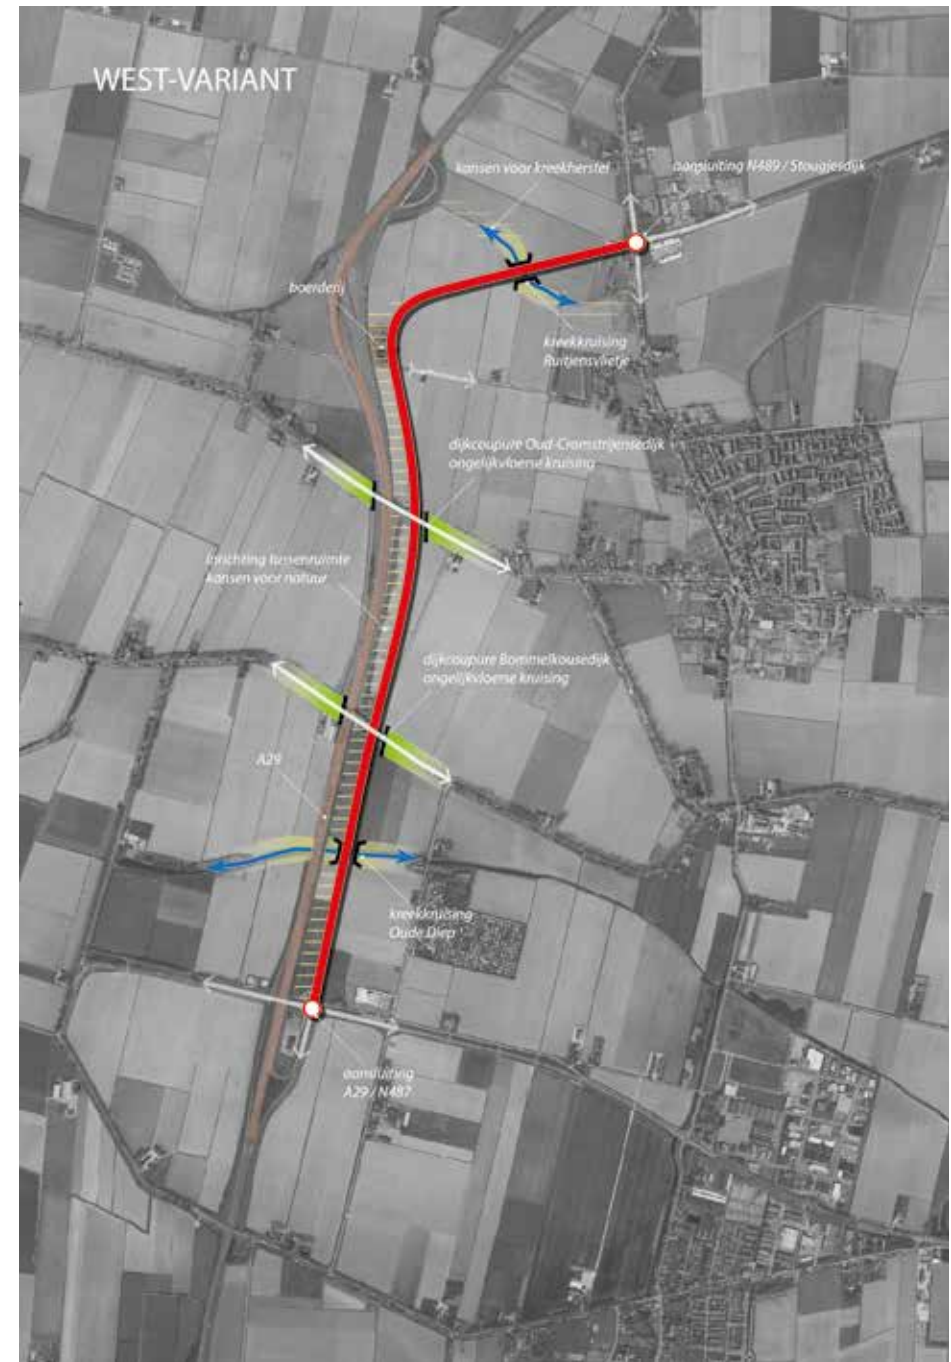 WEST-VARIANT
kansen voor kreekherstel
aansluiting N489 / Stougjesdijk
boerderij
kreekkruising
Ruitjensvlietje
dijkcoupure Oud-Cromstrijensedijk
ongelijkvloerse kruising
inrichting tussenruimte
kansen voor natuur
dijkcoupure Bommelkousedijk
ongelijkvloerse kruising
A29
kreekkruising
Oude Diep
aansluiting
A29 / N487